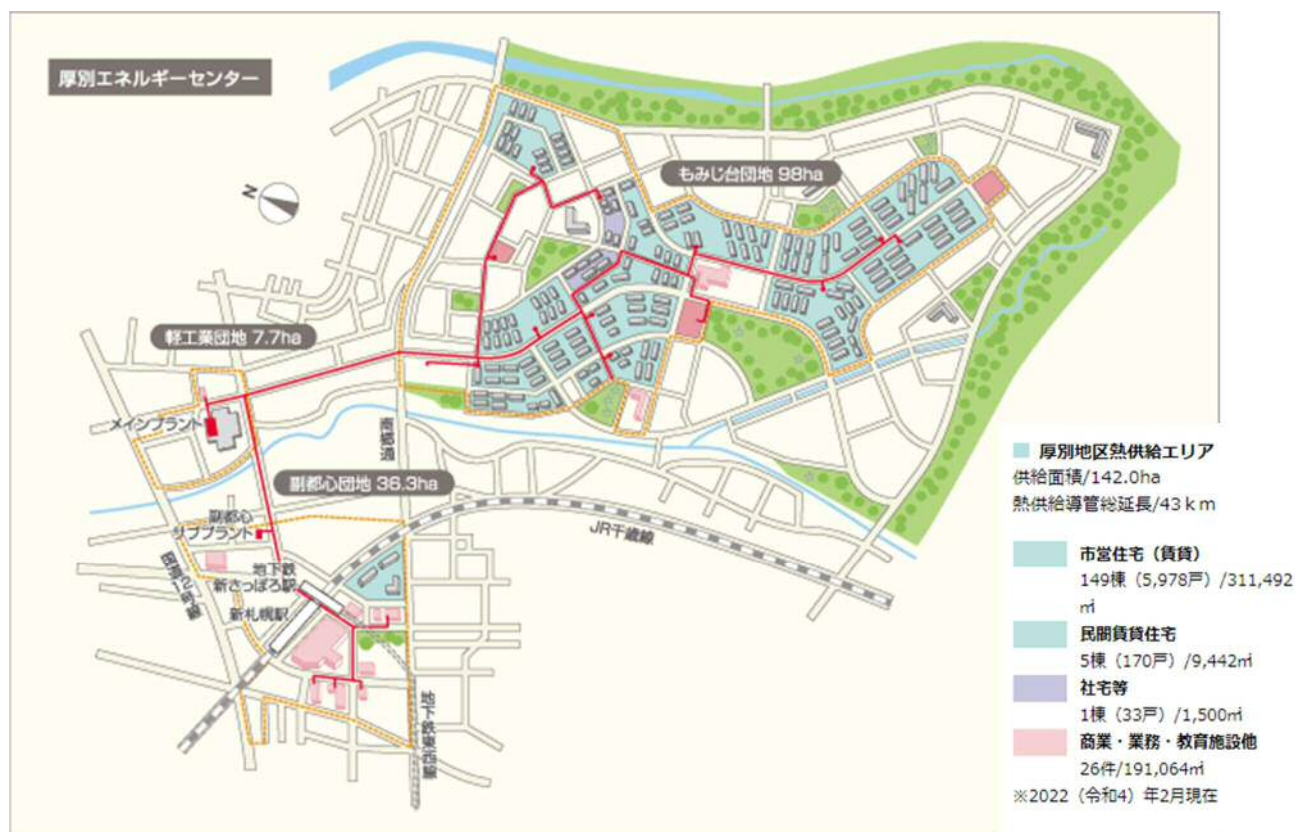 厚別エネルギーセンター
N
もみじ台団地 98ha
軽工業団地 7.7ha
メインプラント
南郷通
副都心団地 36.3ha
副都心
サブプラント
JR千歳線
地下鉄
新さっぽろ駅
新札幌駅
国道12号線
地下鉄東西線
厚別地区熱供給エリア
供給面積/142.0ha
熱供給導管総延長/43km
市営住宅（賃貸）
149棟（5,978戸）/311,492
㎡
民間賃貸住宅
5棟（170戸）/9,442㎡
社宅等
1棟（33戸）/1,500㎡
商業・業務・教育施設他
26件/191,064㎡
※2022（令和4）年2月現在